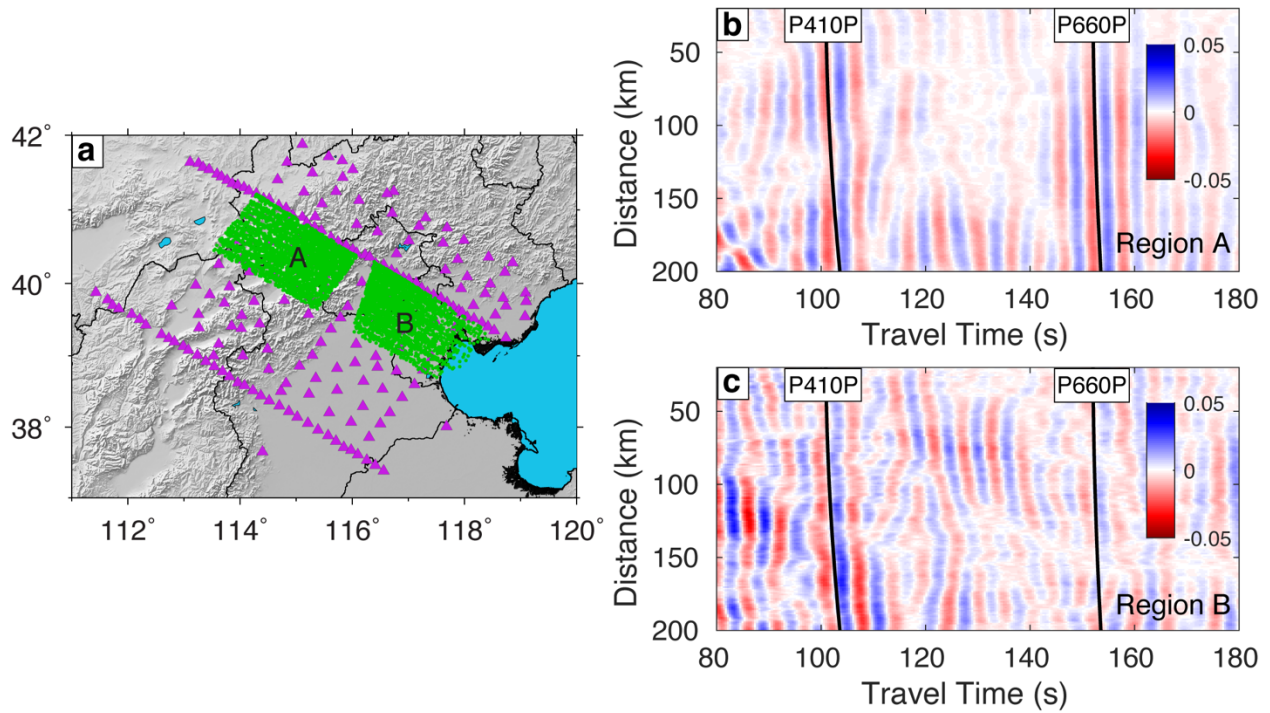 a
42°
40°
38°
112°
114°
116°
118°
120°
A
B
b
P410P
P660P
0.05
0
-0.05
50
100
150
200
Distance (km)
Region A
80
100
120
140
160
180
Travel Time (s)
c
P410P
P660P
0.05
0
-0.05
50
100
150
200
Distance (km)
Region B
80
100
120
140
160
180
Travel Time (s)